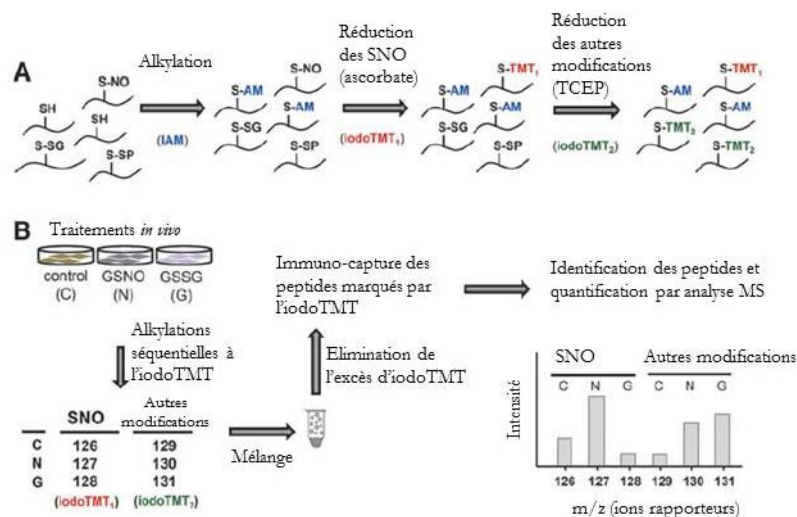 A
Alkylation
(IAM)
Réduction
des SNO
(ascorbate)
(iodoTMT₁)
Réduction
des autres
modifications
(TCEP)
(iodoTMT₂)
S-NO
SH
SH
S-SG
S-SP
S-AM
S-NO
S-AM
S-SG
S-SP
S-TMT₁
S-AM
S-AM
S-SG
S-SP
S-TMT₁
S-AM
S-AM
S-TMT₂
S-TMT₂
B
Traitements in vivo
control GSNO GSSG
(C) (N) (G)
Alkylations
séquentielles à
l'iodoTMT
SNO Autres
modifications
C 126 129
N 127 130
G 128 131
(iodoTMT₁) (iodoTMT₂)
Mélange
Elimination de
l'excès d'iodoTMT
Immuno-capture des
peptides marqués par
l'iodoTMT
Identification des peptides et
quantification par analyse MS
SNO Autres modifications
C N G C N G
Intensité
126 127 128 129 130 131
m/z (ions rapporteurs)